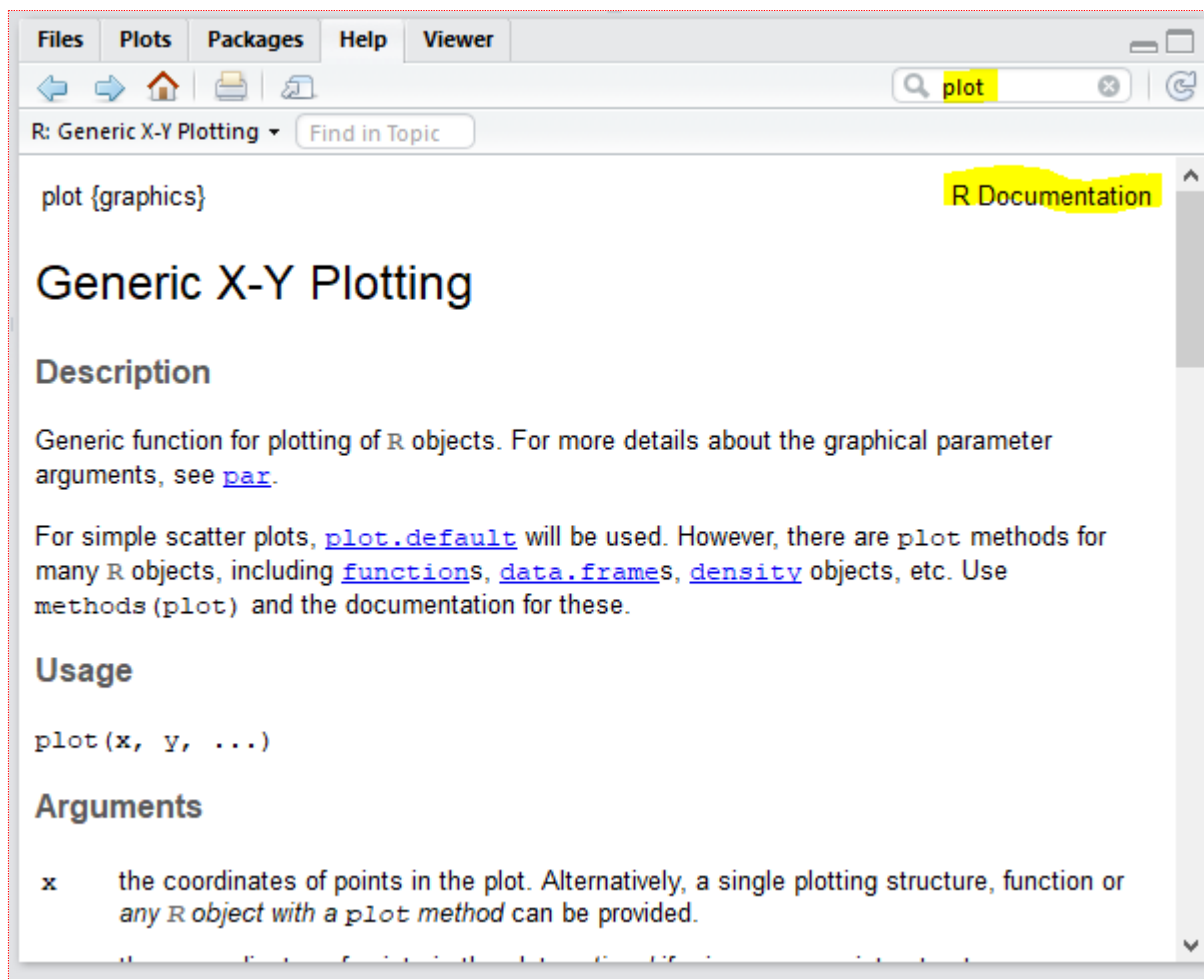 Files Plots Packages Help Viewer
plot
R: Generic X-Y Plotting Find in Topic
plot {graphics} R Documentation
Generic X-Y Plotting
Description
Generic function for plotting of R objects. For more details about the graphical parameter
arguments, see par.
For simple scatter plots, plot.default will be used. However, there are plot methods for
many R objects, including functions, data.frames, density objects, etc. Use
methods(plot) and the documentation for these.
Usage
plot(x, y, ...)
Arguments
x the coordinates of points in the plot. Alternatively, a single plotting structure, function or
any R object with a plot method can be provided.